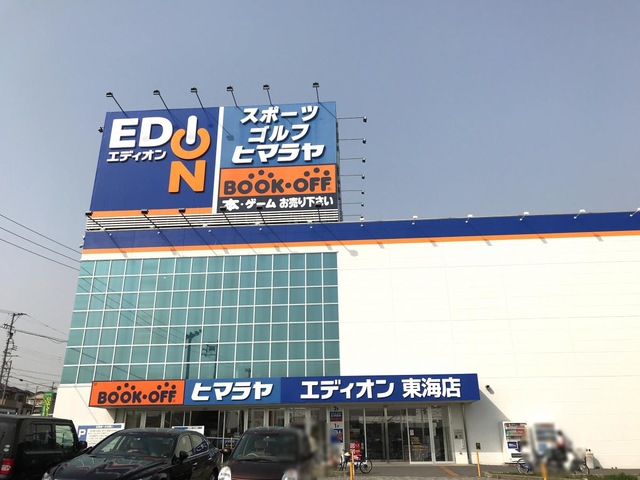 EDION
エディオン
スポーツ
ゴルフ
ヒマラヤ
BOOK・OFF
本・ゲーム お売り下さい
BOOK・OFF
ヒマラヤ
エディオン 東海店